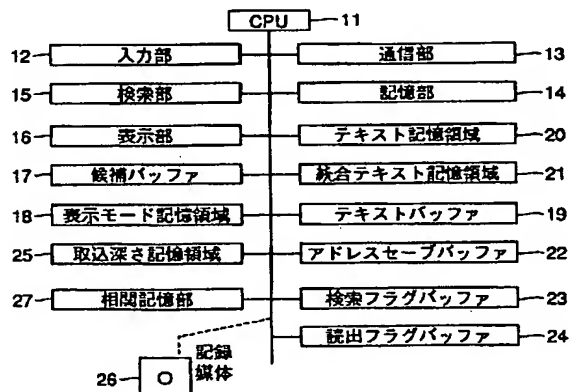 CPU 11
12 入力部 通信部 13
15 検索部 記憶部 14
16 表示部 テキスト記憶領域 20
17 候補バッファ 統合テキスト記憶領域 21
18 表示モード記憶領域 テキストバッファ 19
25 取込深さ記憶領域 アドレスセーブバッファ 22
27 相関記憶部 検索フラグバッファ 23
読出フラグバッファ 24
記録
媒体
26